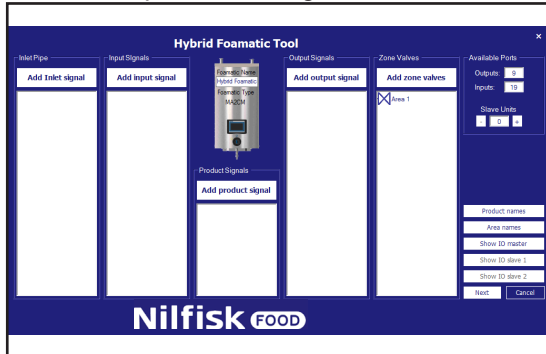 Hybrid Foamatic Tool
×
Inlet Pipe
Add Inlet signal
Input Signals
Add input signal
Foamatic Name
Hybrid Foamatic
Foamatic Type
MA2CM
Product Signals
Add product signal
Output Signals
Add output signal
Zone Valves
Add zone valves
Area 1
Available Ports
Outputs: 9
Inputs: 19
Slave Units
- 0 +
Product names
Area names
Show IO master
Show IO slave 1
Show IO slave 2
Next Cancel
Nilfisk FOOD